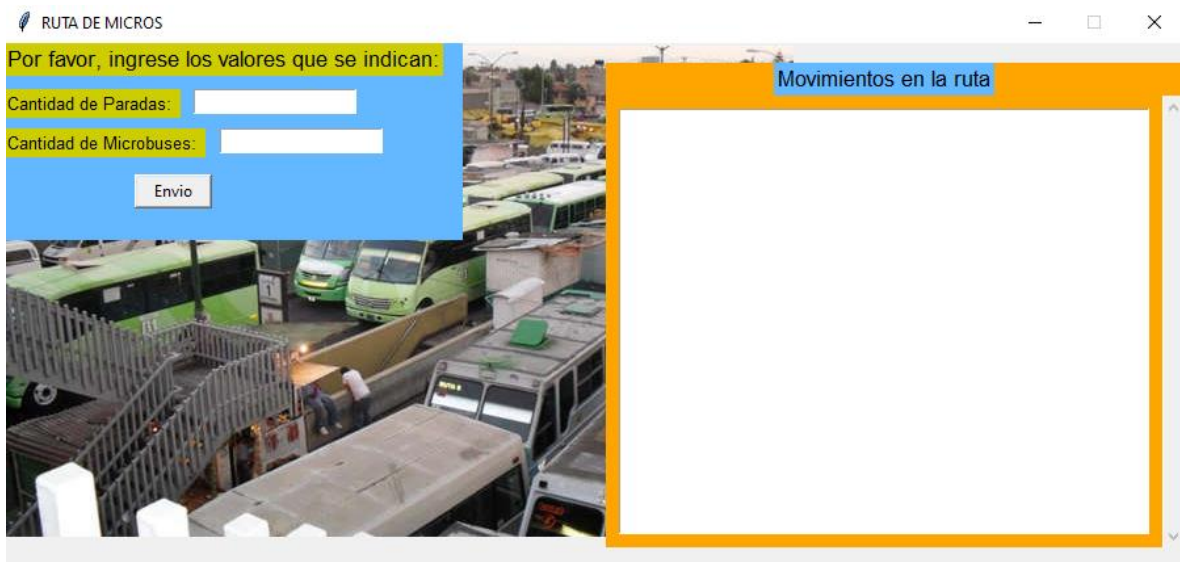 RUTA DE MICROS
Por favor, ingrese los valores que se indican:
Cantidad de Paradas:
Cantidad de Microbuses:
Envio
Movimientos en la ruta
1